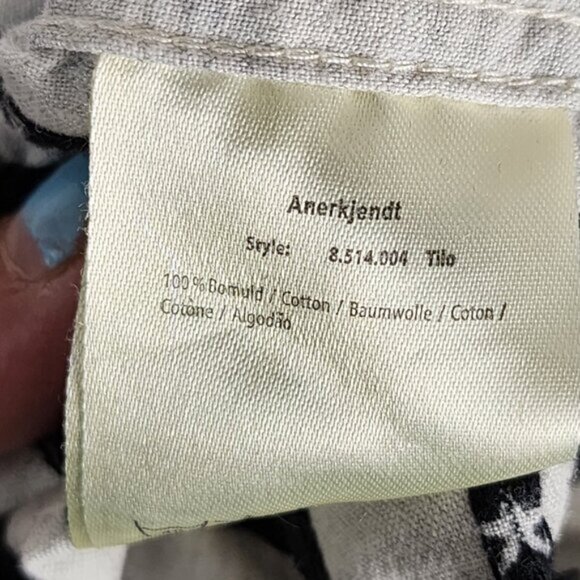 Anerkjendt
Style: 8.514.004 Tilo
100% Bomuld / Cotton / Baumwolle / Coton /
Cotone / Algodão